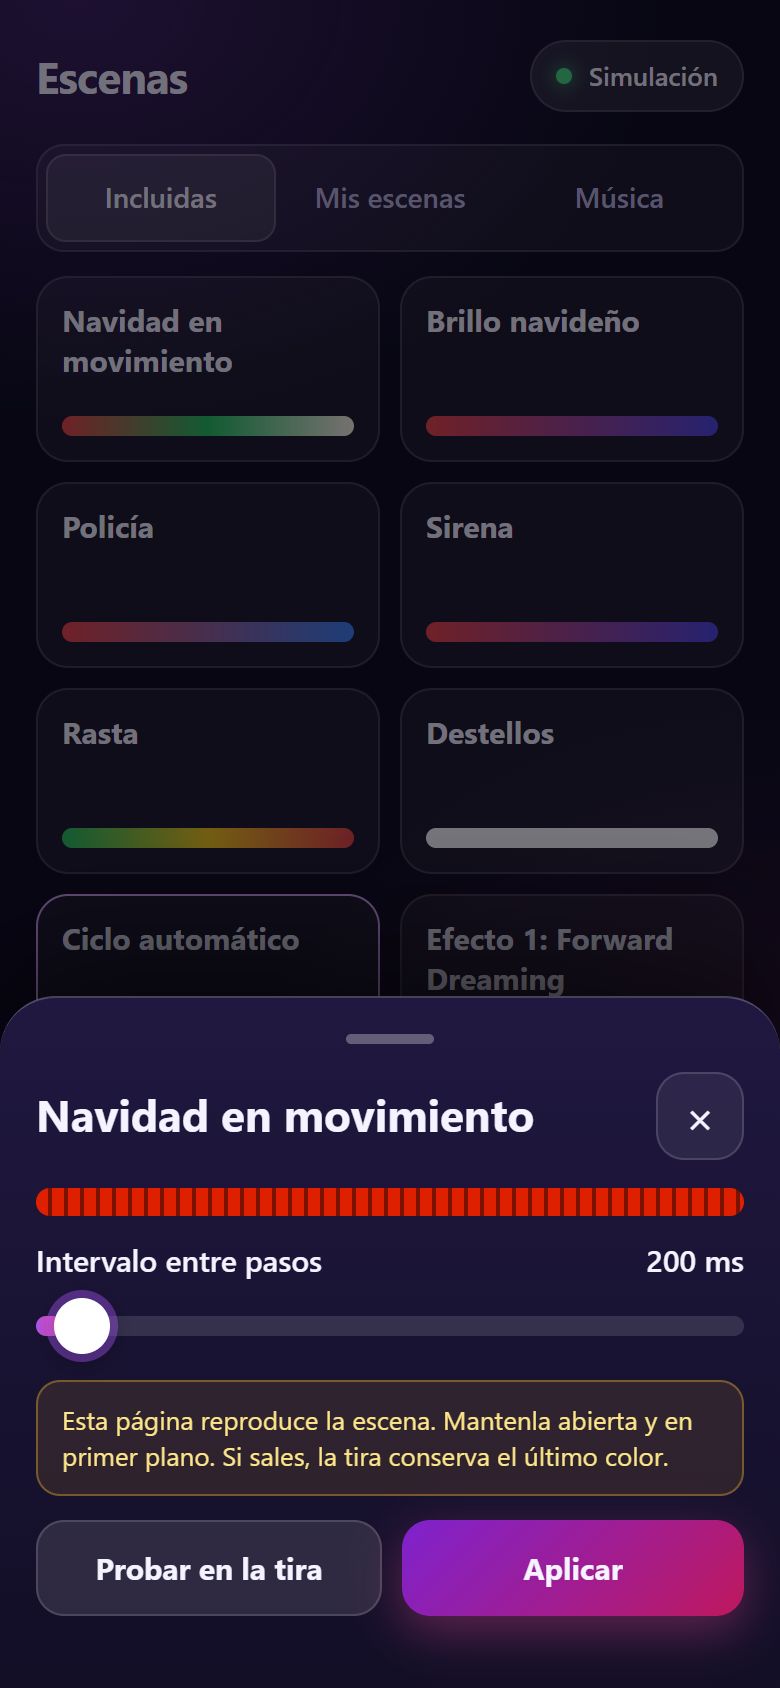 Escenas
Simulación
Incluidas
Mis escenas
Música
Navidad en
movimiento
Brillo navideño
Policía
Sirena
Rasta
Destellos
Ciclo automático
Efecto 1: Forward
Dreaming
Navidad en movimiento
×
Intervalo entre pasos
200 ms
Esta página reproduce la escena. Mantenla abierta y en
primer plano. Si sales, la tira conserva el último color.
Probar en la tira
Aplicar